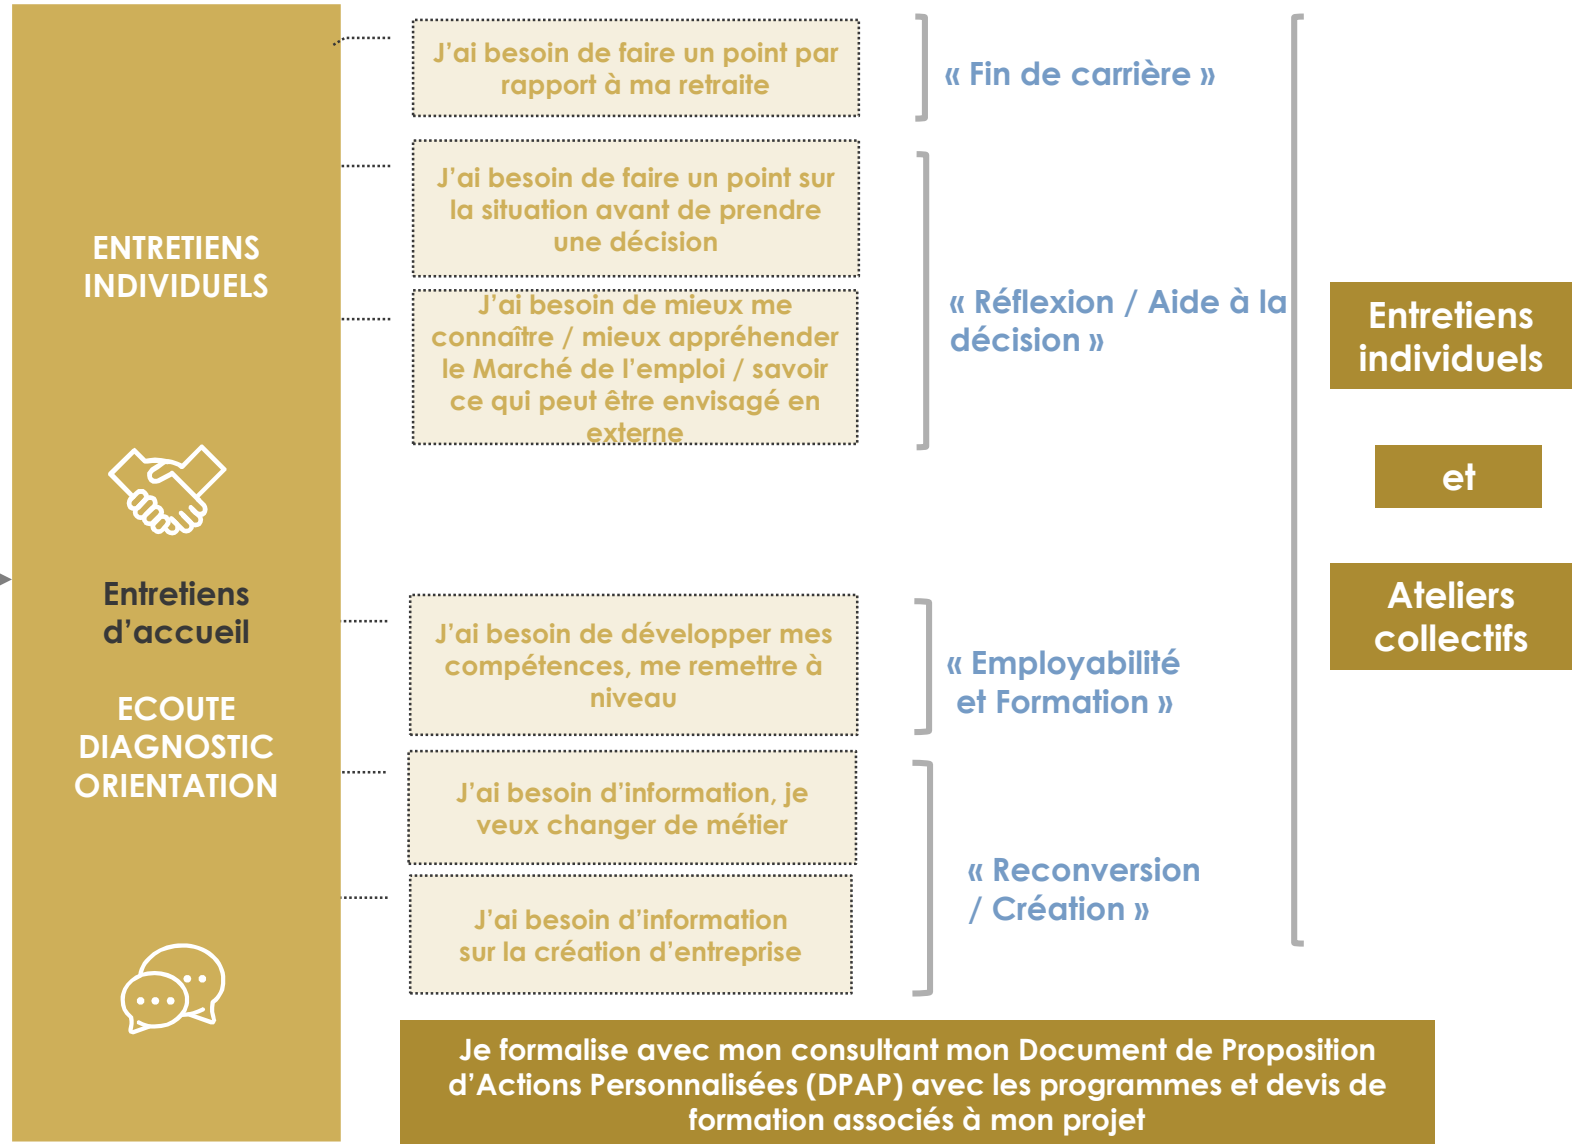 ENTRETIENS
INDIVIDUELS
Entretiens
d’accueil
ECOUTE
DIAGNOSTIC
ORIENTATION
J’ai besoin de faire un point par
rapport à ma retraite
J’ai besoin de faire un point sur
la situation avant de prendre
une décision
J’ai besoin de mieux me
connaître / mieux appréhender
le Marché de l’emploi / savoir
ce qui peut être envisagé en
externe
J’ai besoin de développer mes
compétences, me remettre à
niveau
J’ai besoin d’information, je
veux changer de métier
J’ai besoin d’information
sur la création d’entreprise
« Fin de carrière »
« Réflexion / Aide à la
décision »
« Employabilité
et Formation »
« Reconversion
/ Création »
Entretiens
individuels
et
Ateliers
collectifs
Je formalise avec mon consultant mon Document de Proposition
d’Actions Personnalisées (DPAP) avec les programmes et devis de
formation associés à mon projet